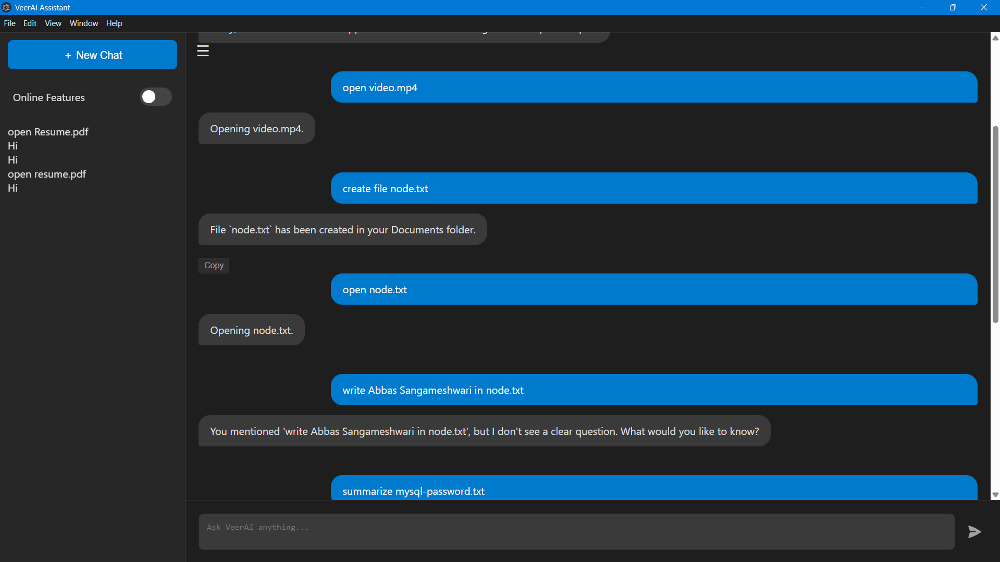 VeerAI Assistant
File Edit View Window Help
+ New Chat
Online Features
open Resume.pdf
Hi
Hi
open resume.pdf
Hi
☰
open video.mp4
Opening video.mp4.
create file node.txt
File `node.txt` has been created in your Documents folder.
Copy
open node.txt
Opening node.txt.
write Abbas Sangameshwari in node.txt
You mentioned 'write Abbas Sangameshwari in node.txt', but I don't see a clear question. What would you like to know?
summarize mysql-password.txt
Ask VeerAI anything...